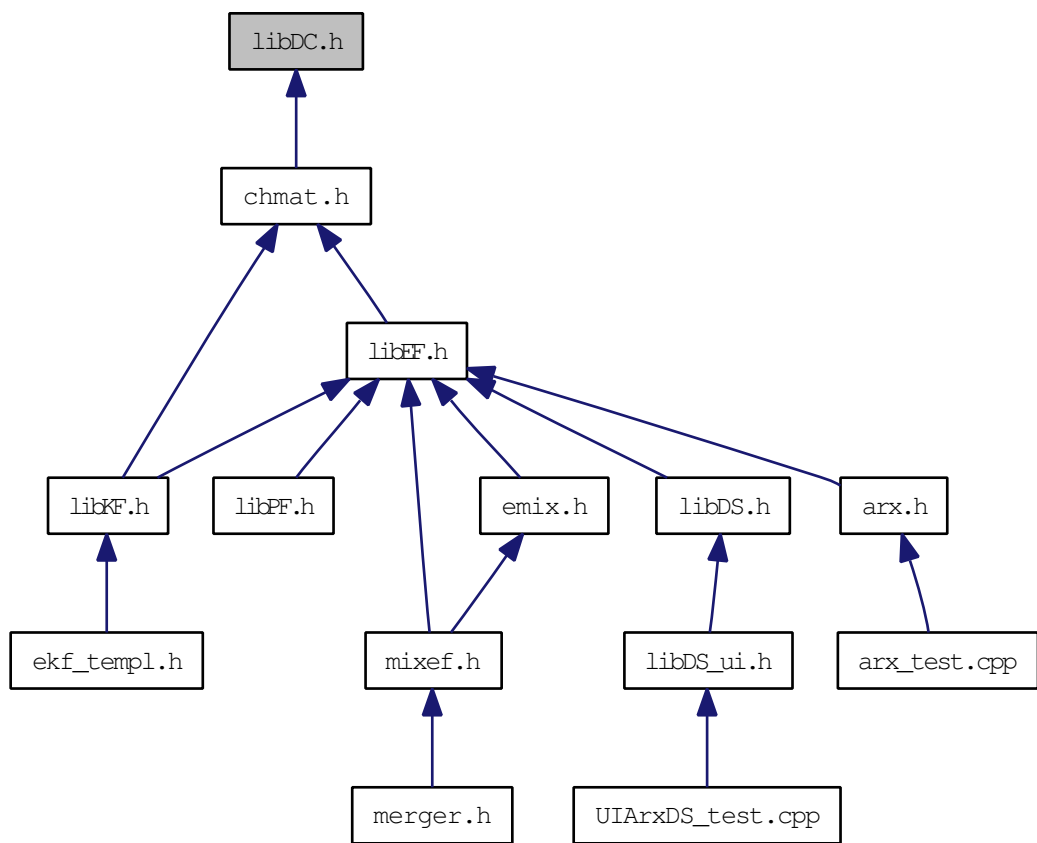 libDC.h
chmat.h
libEF.h
libKF.h
libPF.h
emix.h
libDS.h
arx.h
ekf_templ.h
mixef.h
libDS_ui.h
arx_test.cpp
merger.h
UIArxDS_test.cpp